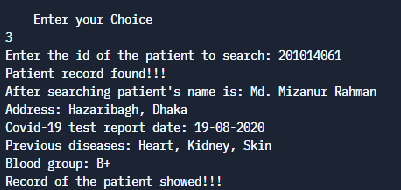 Enter your Choice
3
Enter the id of the patient to search: 201014061
Patient record found!!!
After searching patient's name is: Md. Mizanur Rahman
Address: Hazaribagh, Dhaka
Covid-19 test report date: 19-08-2020
Previous diseases: Heart, Kidney, Skin
Blood group: B+
Record of the patient showed!!!